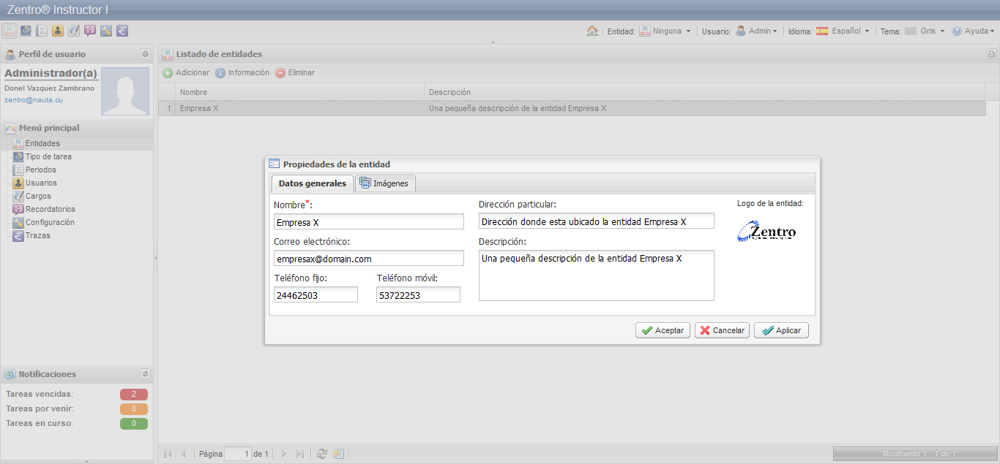 Zentro® Instructor I
Entidad: Ninguna Usuario: Admin Idioma: Español Tema: Gris Ayuda
Perfil de usuario
Administrador(a)
Donel Vazquez Zambrano
zentro@nauta.cu
Menú principal
Entidades
Tipo de tarea
Periodos
Usuarios
Cargos
Recordatorios
Configuración
Trazas
Notificaciones
Tareas vencidas: 2
Tareas por venir: 0
Tareas en curso: 0
Listado de entidades
Adicionar Información Eliminar
Nombre Descripción
1 Empresa X Una pequeña descripción de la entidad Empresa X
Propiedades de la entidad
Datos generales Imágenes
Nombre*:
Empresa X
Correo electrónico:
empresax@domain.com
Teléfono fijo: Teléfono móvil:
24462503 53722253
Dirección particular:
Dirección donde esta ubicado la entidad Empresa X
Descripción:
Una pequeña descripción de la entidad Empresa X
Logo de la entidad:
Zentro
Aceptar Cancelar Aplicar
Página 1 de 1
Mostrando 1 - 1 de 1